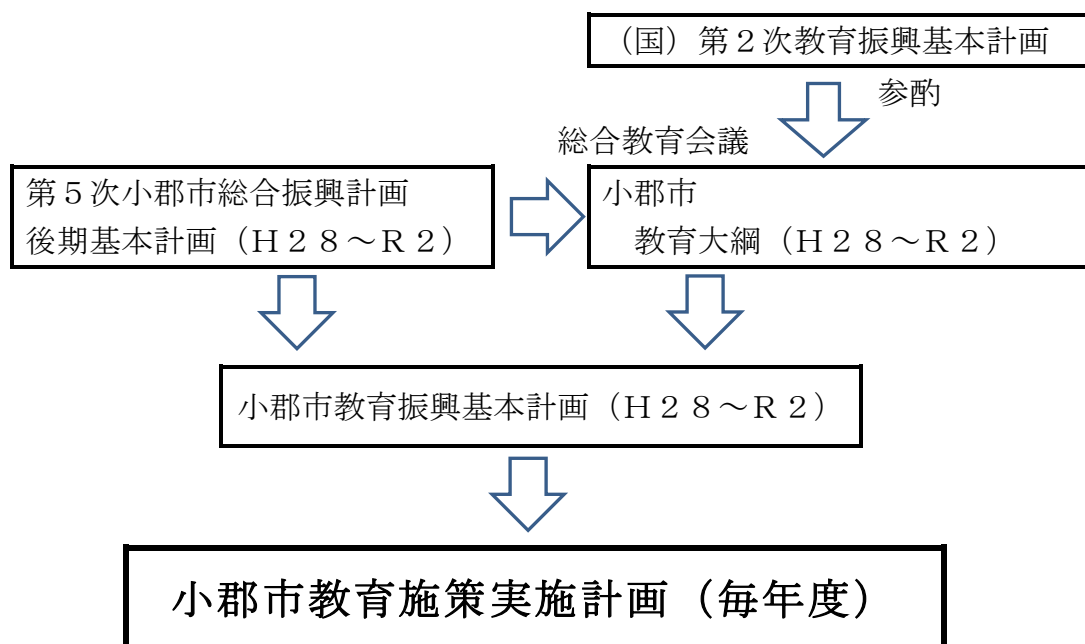 （国）第２次教育振興基本計画
参酌
総合教育会議
第５次小郡市総合振興計画
後期基本計画（Ｈ２８～Ｒ２）
小郡市
教育大綱（Ｈ２８～Ｒ２）
小郡市教育振興基本計画（Ｈ２８～Ｒ２）
小郡市教育施策実施計画（毎年度）